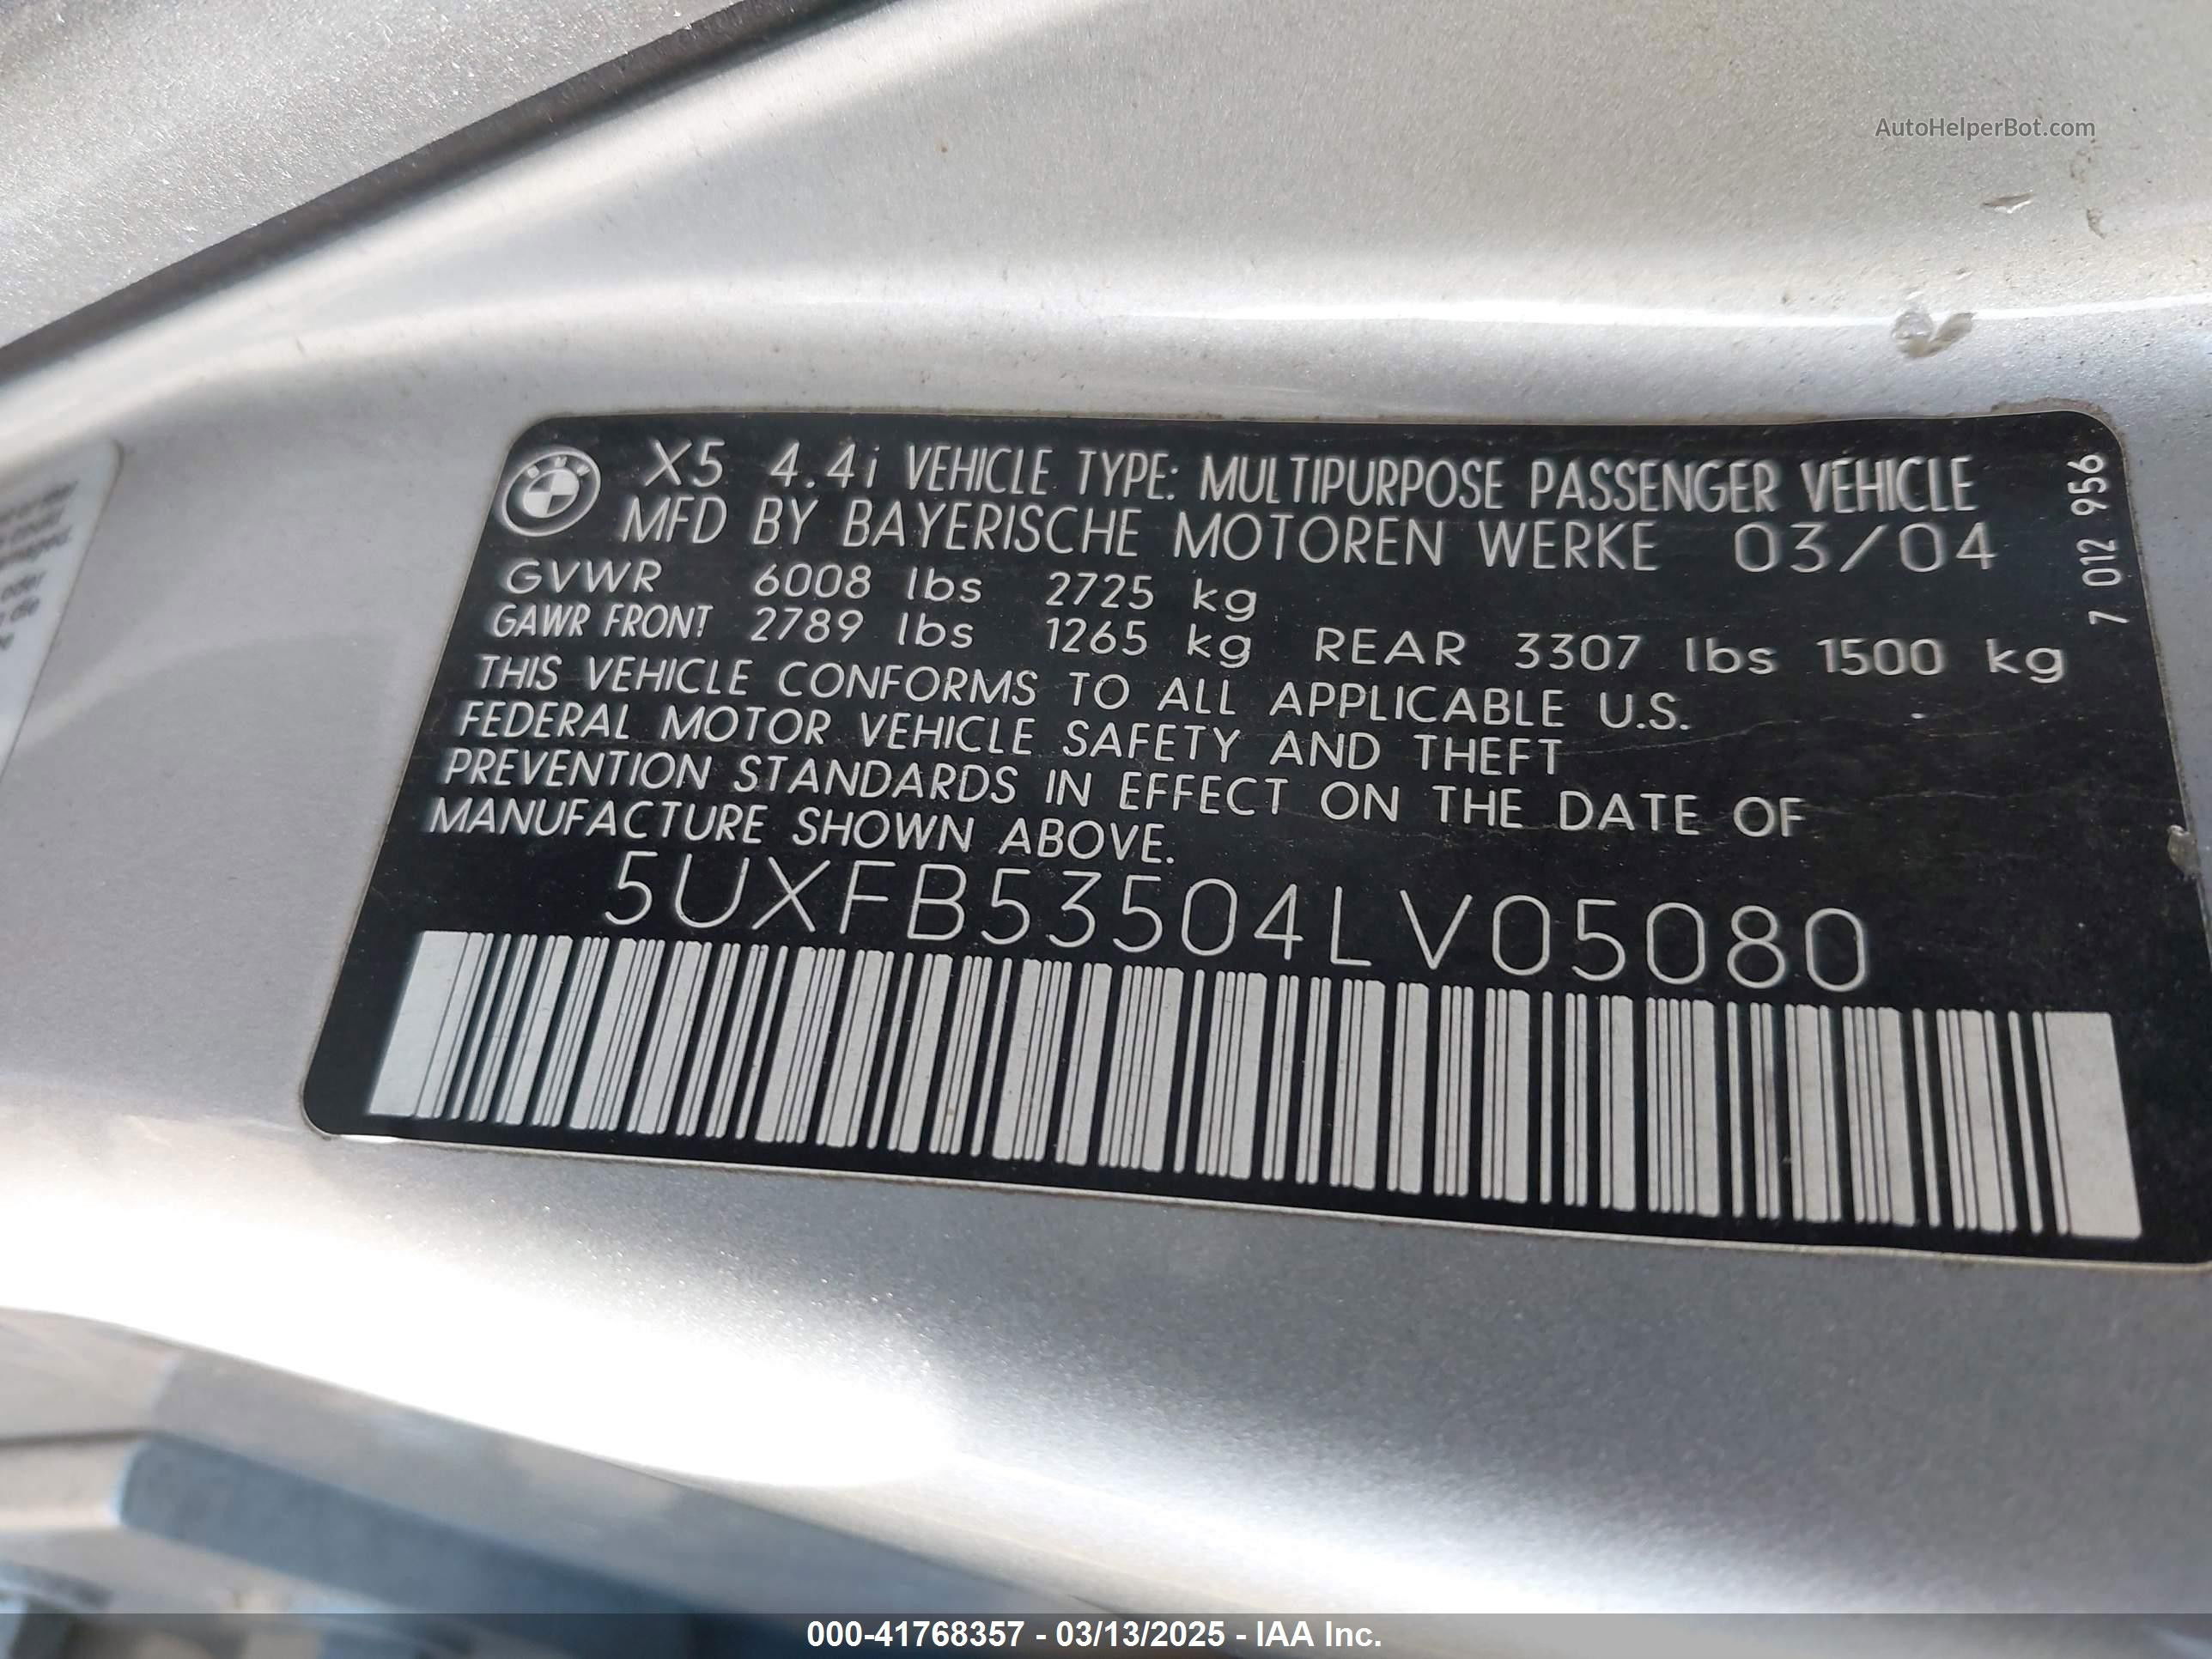 AutoHelperBot.com
X5 4.4i VEHICLE TYPE: MULTIPURPOSE PASSENGER VEHICLE
MFD BY BAYERISCHE MOTOREN WERKE 03/04
GVWR 6008 lbs 2725 kg
GAWR FRONT 2789 lbs 1265 kg REAR 3307 lbs 1500 kg
THIS VEHICLE CONFORMS TO ALL APPLICABLE U.S.
FEDERAL MOTOR VEHICLE SAFETY AND THEFT
PREVENTION STANDARDS IN EFFECT ON THE DATE OF
MANUFACTURE SHOWN ABOVE.
5UXFB53504LV05080
7 012 956
000-41768357 - 03/13/2025 - IAA Inc.